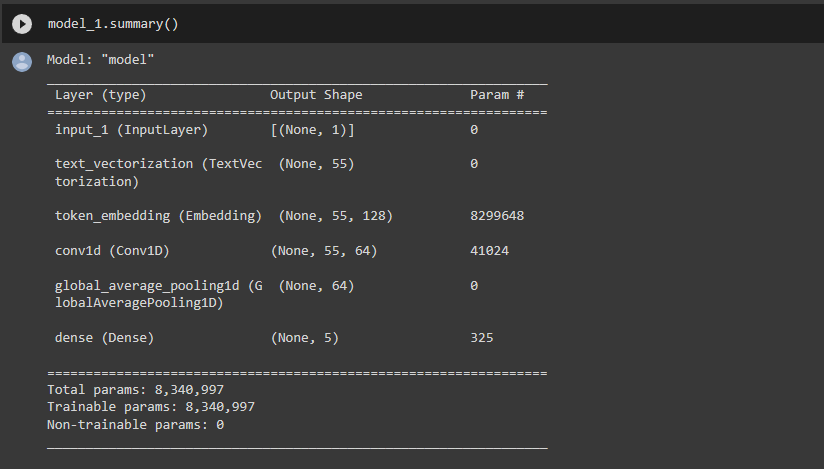 model_1.summary()
Model: "model"
_________________________________________________________________
Layer (type) Output Shape Param #
=================================================================
input_1 (InputLayer) [(None, 1)] 0
text_vectorization (TextVec (None, 55) 0
torization)
token_embedding (Embedding) (None, 55, 128) 8299648
conv1d (Conv1D) (None, 55, 64) 41024
global_average_pooling1d (G (None, 64) 0
lobalAveragePooling1D)
dense (Dense) (None, 5) 325
=================================================================
Total params: 8,340,997
Trainable params: 8,340,997
Non-trainable params: 0
_________________________________________________________________